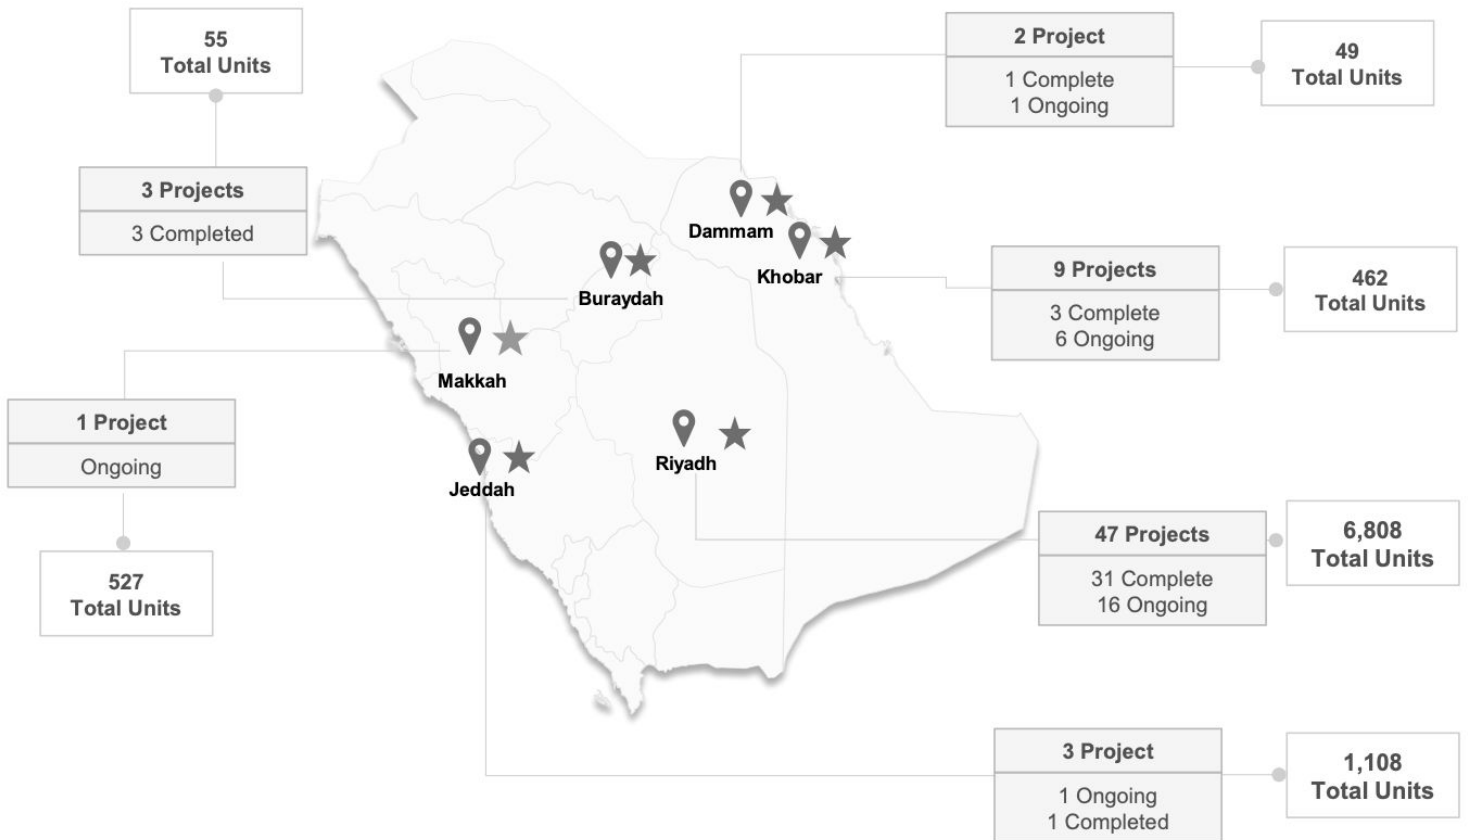 55
Total Units
3 Projects
3 Completed
1 Project
Ongoing
527
Total Units
2 Project
1 Complete
1 Ongoing
49
Total Units
Dammam
Khobar
Buraydah
Makkah
Riyadh
Jeddah
9 Projects
3 Complete
6 Ongoing
462
Total Units
47 Projects
31 Complete
16 Ongoing
6,808
Total Units
3 Project
1 Ongoing
1 Completed
1,108
Total Units